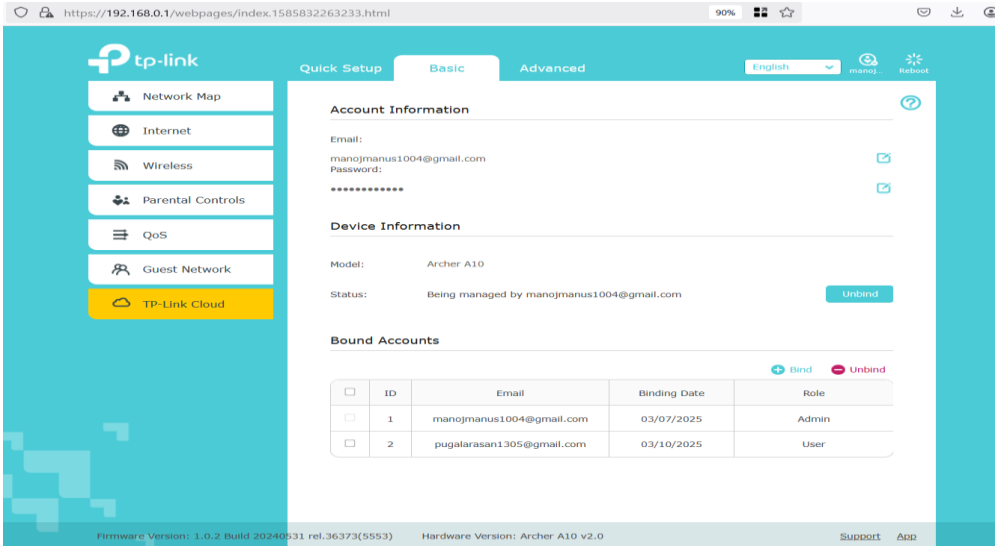 https://192.168.0.1/webpages/index.1585832263233.html 90%
tp-link
Quick Setup Basic Advanced English manoj... Reboot
Network Map
Internet
Wireless
Parental Controls
QoS
Guest Network
TP-Link Cloud
Account Information
Email:
manojmanus1004@gmail.com
Password:
Device Information
Model: Archer A10
Status: Being managed by manojmanus1004@gmail.com Unbind
Bound Accounts
Bind Unbind
ID Email Binding Date Role
1 manojmanus1004@gmail.com 03/07/2025 Admin
2 pugalarasan1305@gmail.com 03/10/2025 User
Firmware Version: 1.0.2 Build 20240531 rel.36373(5553) Hardware Version: Archer A10 v2.0 Support App